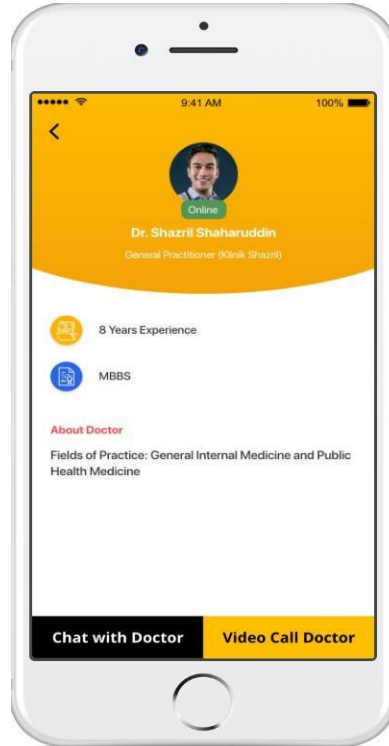 9:41 AM
100%
Online
Dr. Shazril Shaharuddin
General Practitioner (Klinik Shazril)
8 Years Experience
MBBS
About Doctor
Fields of Practice: General Internal Medicine and Public
Health Medicine
Chat with Doctor
Video Call Doctor